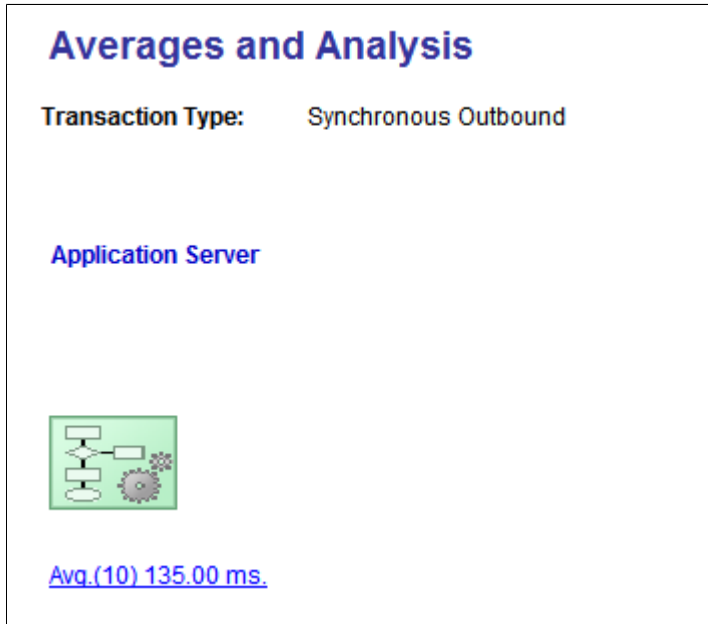 Averages and Analysis
Transaction Type: Synchronous Outbound
Application Server
Avg.(10) 135.00 ms.